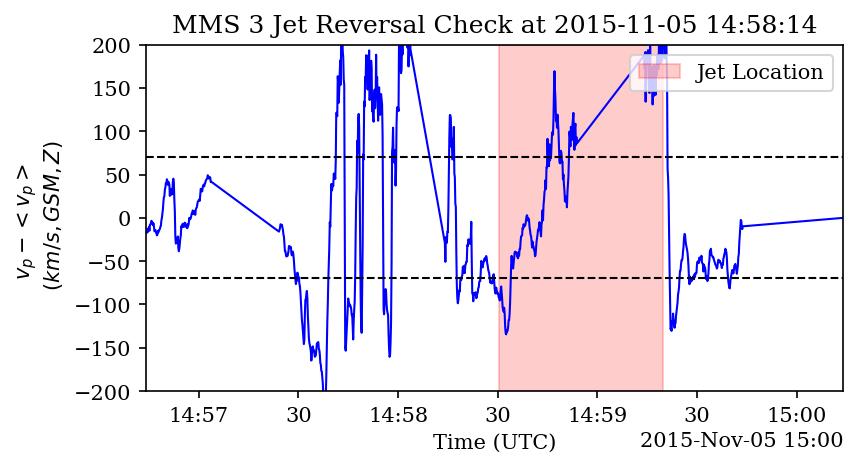 MMS 3 Jet Reversal Check at 2015-11-05 14:58:14
200
150
100
50
0
−50
−100
−150
−200
v_p − < v_p >
(km/s, GSM, Z)
Jet Location
14:57 30 14:58 30 14:59 30 15:00
Time (UTC)
2015-Nov-05 15:00